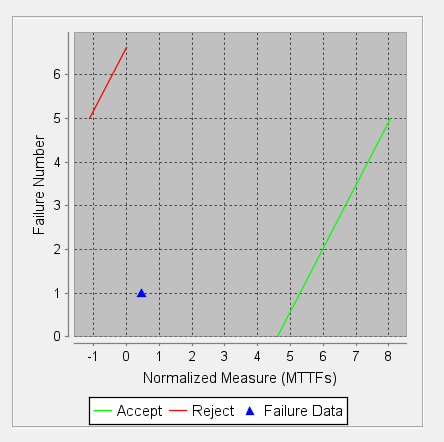 Failure Number
6
5
4
3
2
1
0
-1 0 1 2 3 4 5 6 7 8
Normalized Measure (MTTFs)
Accept Reject Failure Data